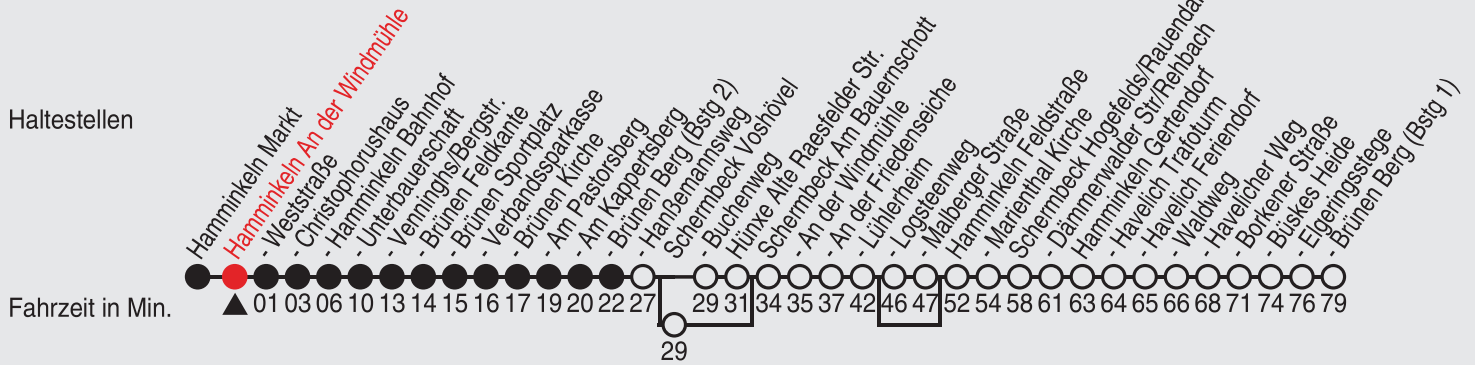 Haltestellen
Hamminkeln Markt
Hamminkeln An der Windmühle
- Weststraße
- Christophorushaus
- Hamminkeln Bahnhof
- Unterbauerschaft
- Venninghs/Bergstr.
- Brünen Feldkante
- Brünen Sportplatz
- Verbandssparkasse
- Brünen Kirche
- Am Pastorsberg
- Am Kappertsberg
- Brünen Berg (Bstg 2)
- Hanßemannsweg
Schermbeck Voshövel
- Buchenweg
Hünxe Alte Raesfelder Str.
Schermbeck Am Bauernschott
- An der Windmühle
- An der Friedenseiche
- Lühlerheim
- Logsteenweg
- Malberger Straße
Hamminkeln Feldstraße
- Marienthal Kirche
Schermbeck Hogefelds/Rauendahl
- Dämmerwalder Str/Rehbach
Hamminkeln Gertendorf
- Havelich Trafoturm
- Havelich Feriendorf
- Waldweg
- Havelicher Weg
- Borkener Straße
- Büskes Heide
- Elgeringsstege
- Brünen Berg (Bstg 1)
Fahrzeit in Min. 01 03 06 10 13 14 15 16 17 19 20 22 27 29 31 34 35 37 42 46 47 52 54 58 61 63 64 65 66 68 71 74 76 79
29